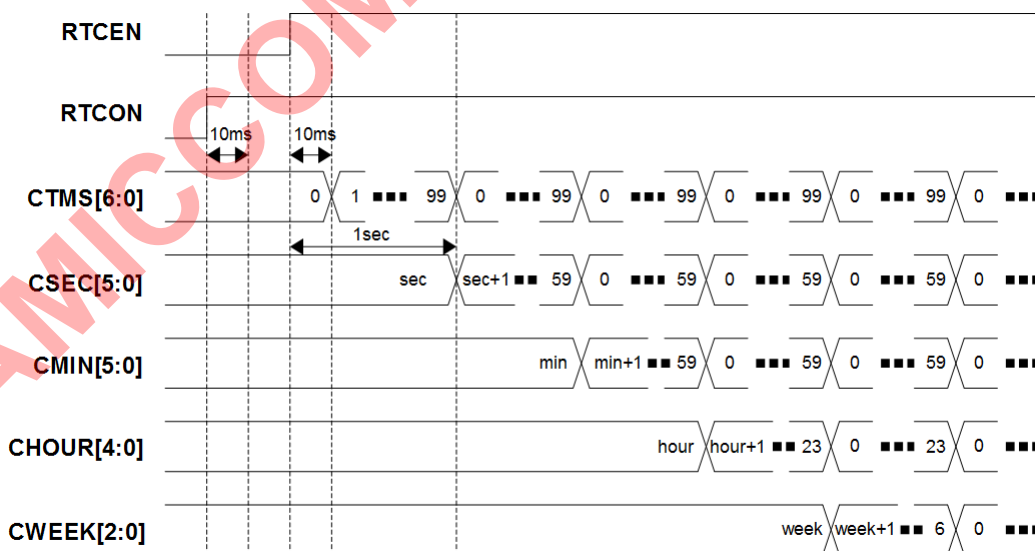 RTCEN
RTCON
10ms 10ms
CTMS[6:0] 0 1 ■■■ 99 0 ■■■ 99 0 ■■■ 99 0 ■■■ 99 0 ■■■ 99 0 ■■■
1sec
CSEC[5:0] sec sec+1 ■■ 59 0 ■■■ 59 0 ■■■ 59 0 ■■■ 59 0 ■■■
CMIN[5:0] min min+1 ■■ 59 0 ■■■ 59 0 ■■■ 59 0 ■■■
CHOUR[4:0] hour hour+1 ■■ 23 0 ■■■ 23 0 ■■■
CWEEK[2:0] week week+1 ■■ 6 0 ■■■
AMICCOM